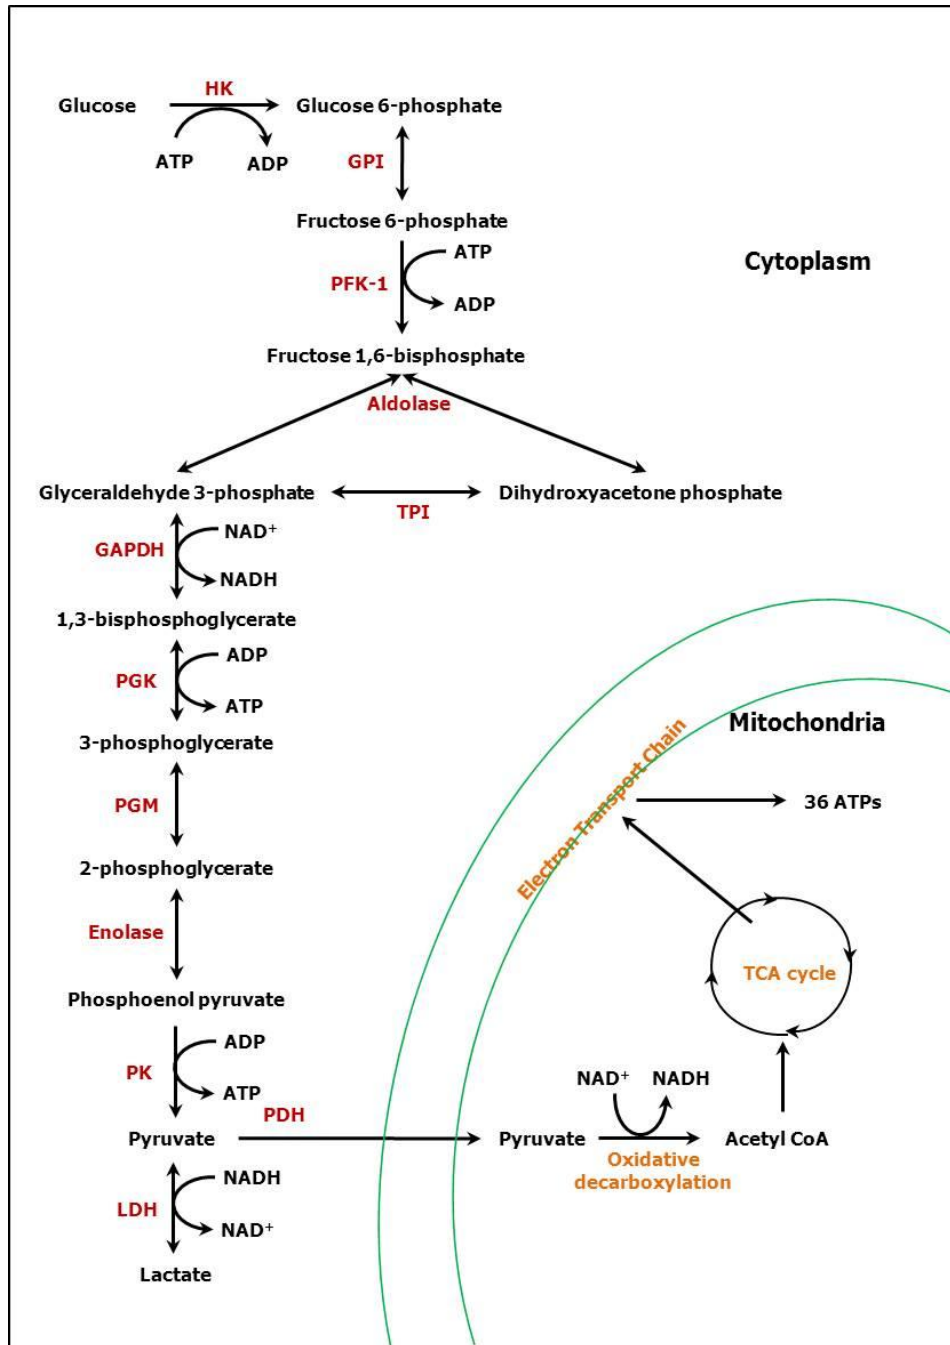 HK
Glucose
Glucose 6-phosphate
ATP
ADP
GPI
Fructose 6-phosphate
ATP
PFK-1
ADP
Cytoplasm
Fructose 1,6-bisphosphate
Aldolase
Glyceraldehyde 3-phosphate
TPI
Dihydroxyacetone phosphate
NAD⁺
GAPDH
NADH
1,3-bisphosphoglycerate
ADP
PGK
ATP
3-phosphoglycerate
PGM
2-phosphoglycerate
Enolase
Phosphoenol pyruvate
ADP
PK
ATP
PDH
Pyruvate
NADH
LDH
NAD⁺
Lactate
Mitochondria
Electron Transport Chain
36 ATPs
TCA cycle
NAD⁺
NADH
Pyruvate
Acetyl CoA
Oxidative
decarboxylation